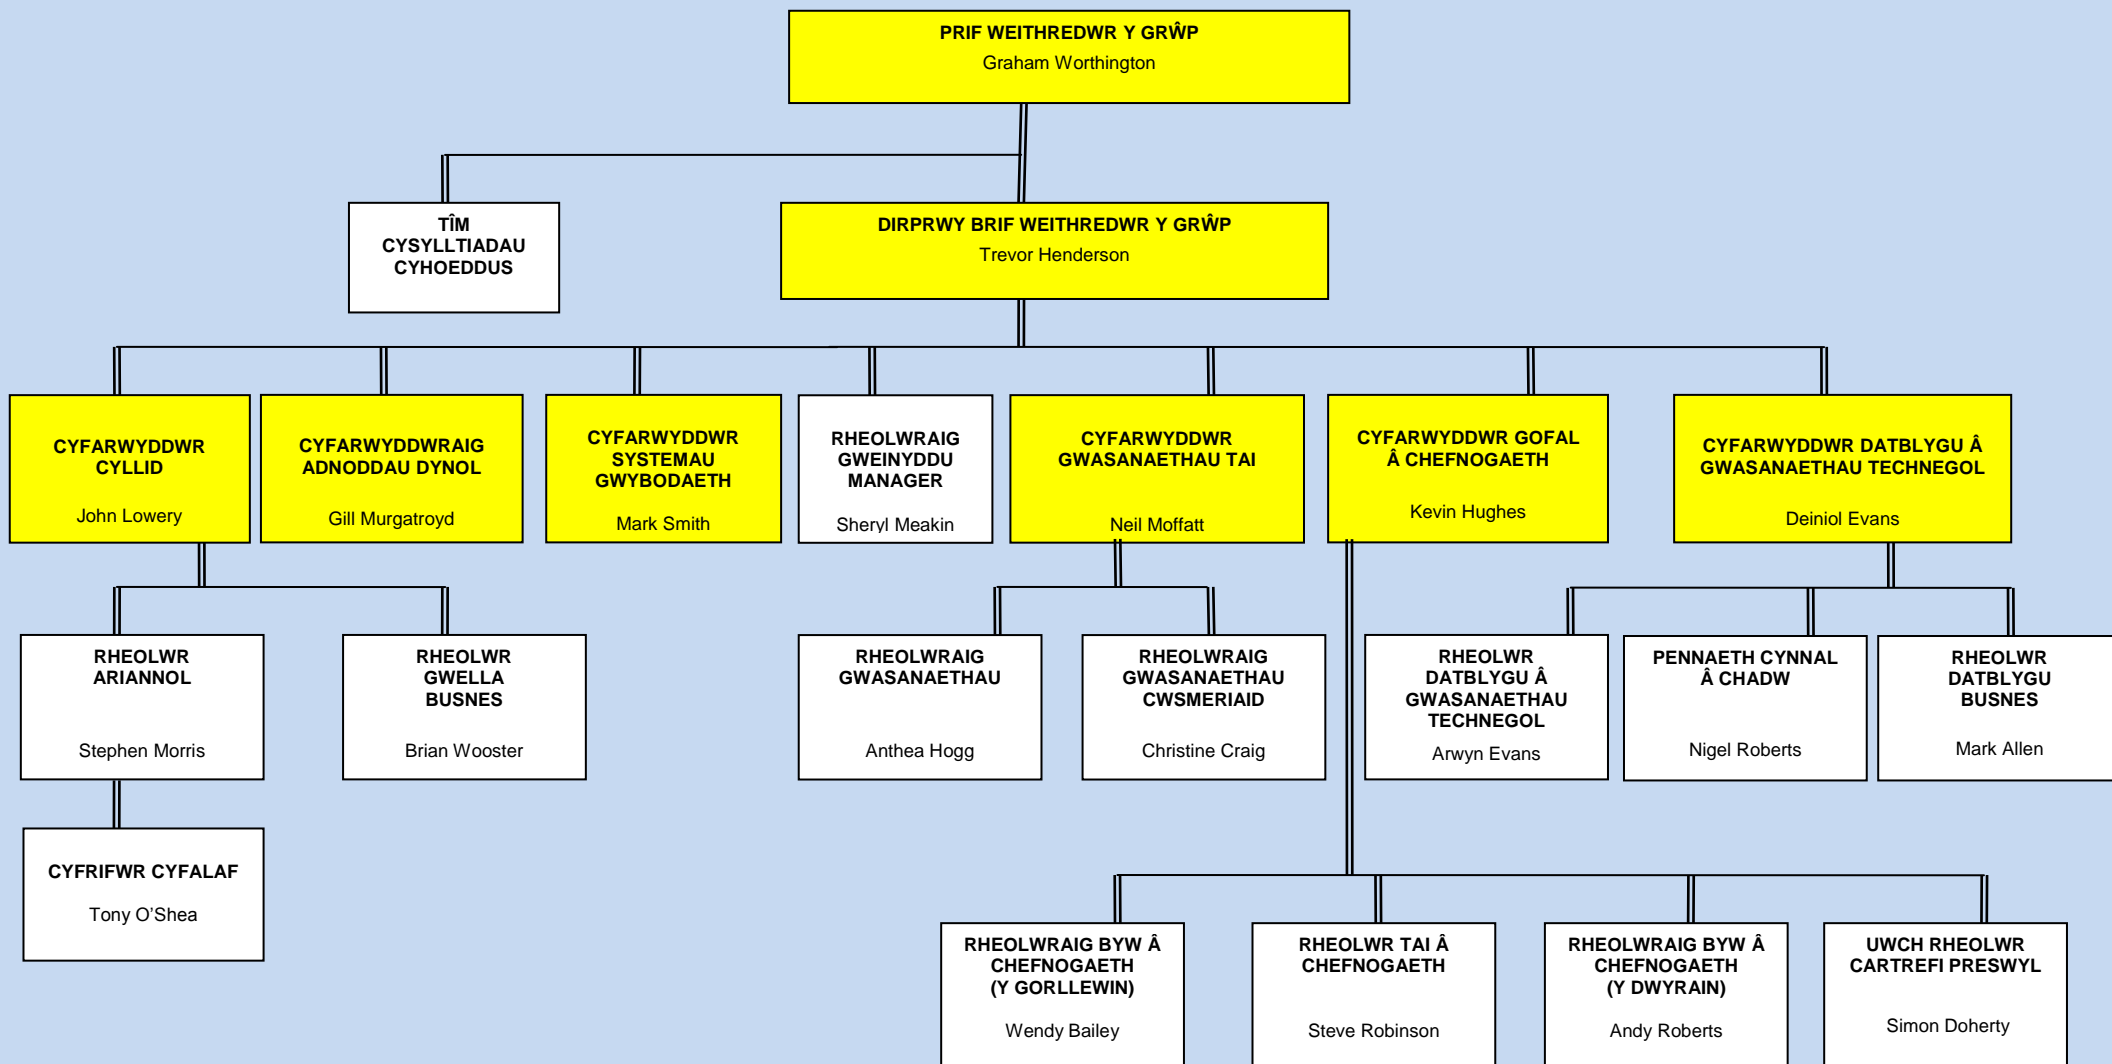 PRIF WEITHREDWR Y GRŴP
Graham Worthington
TÎM
CYSYLLTIADAU
CYHOEDDUS
DIRPRWY BRIF WEITHREDWR Y GRŴP
Trevor Henderson
CYFARWYDDWR
CYLLID
John Lowery
CYFARWYDDWRAIG
ADNODDAU DYNOL
Gill Murgatroyd
CYFARWYDDWR
SYSTEMAU
GWYBODAETH
Mark Smith
RHEOLWRAIG
GWEINYDDU
MANAGER
Sheryl Meakin
CYFARWYDDWR
GWASANAETHAU TAI
Neil Moffatt
CYFARWYDDWR GOFAL
Â CHEFNOGAETH
Kevin Hughes
CYFARWYDDWR DATBLYGU Â
GWASANAETHAU TECHNEGOL
Deiniol Evans
RHEOLWR
ARIANNOL
Stephen Morris
RHEOLWR
GWELLA
BUSNES
Brian Wooster
RHEOLWRAIG
GWASANAETHAU
Anthea Hogg
RHEOLWRAIG
GWASANAETHAU
CWSMERIAID
Christine Craig
RHEOLWR
DATBLYGU Â
GWASANAETHAU
TECHNEGOL
Arwyn Evans
PENNAETH CYNNAL
Â CHADW
Nigel Roberts
RHEOLWR
DATBLYGU
BUSNES
Mark Allen
CYFRIFWR CYFALAF
Tony O’Shea
RHEOLWRAIG BYW Â
CHEFNOGAETH
(Y GORLLEWIN)
Wendy Bailey
RHEOLWR TAI Â
CHEFNOGAETH
Steve Robinson
RHEOLWRAIG BYW Â
CHEFNOGAETH
(Y DWYRAIN)
Andy Roberts
UWCH RHEOLWR
CARTREFI PRESWYL
Simon Doherty